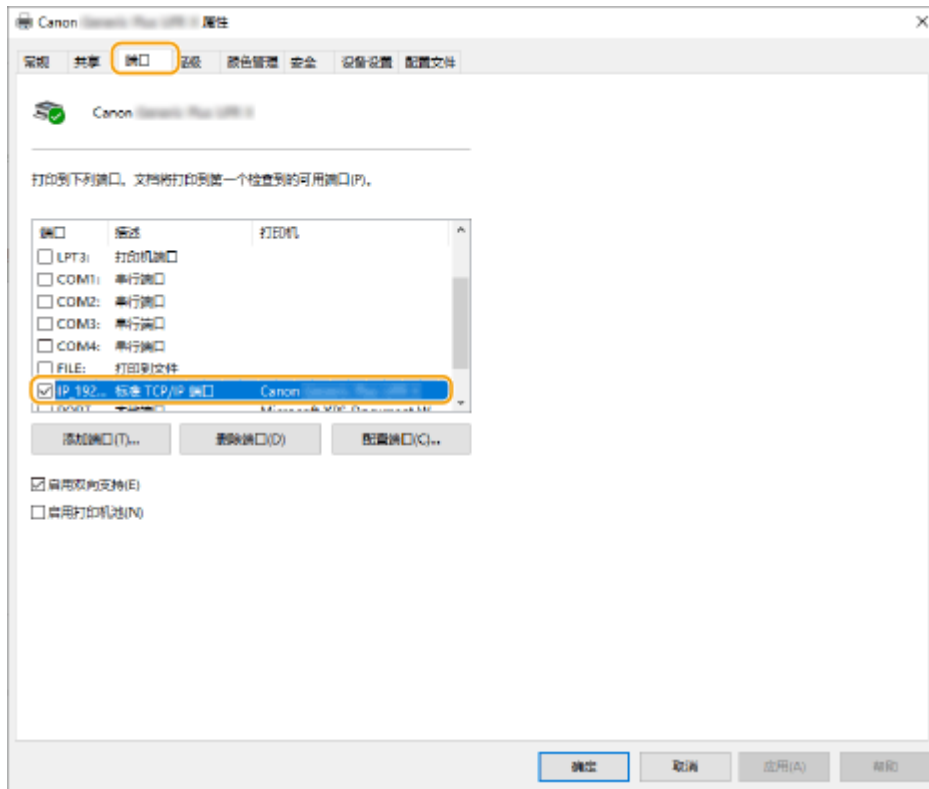 Canon 属性
常规 共享 端口 高级 颜色管理 安全 设备设置 配置文件
Canon
打印到下列端口。文档将打印到第一个检查到的可用端口(P)。
端口 描述 打印机
LPT3: 打印机端口
COM1: 串行端口
COM2: 串行端口
COM3: 串行端口
COM4: 串行端口
FILE: 打印到文件
IP_192... 标准 TCP/IP 端口 Canon
添加端口(T)... 删除端口(D) 配置端口(C)...
启用双向支持(E)
启用打印机池(N)
确定 取消 应用(A) 帮助